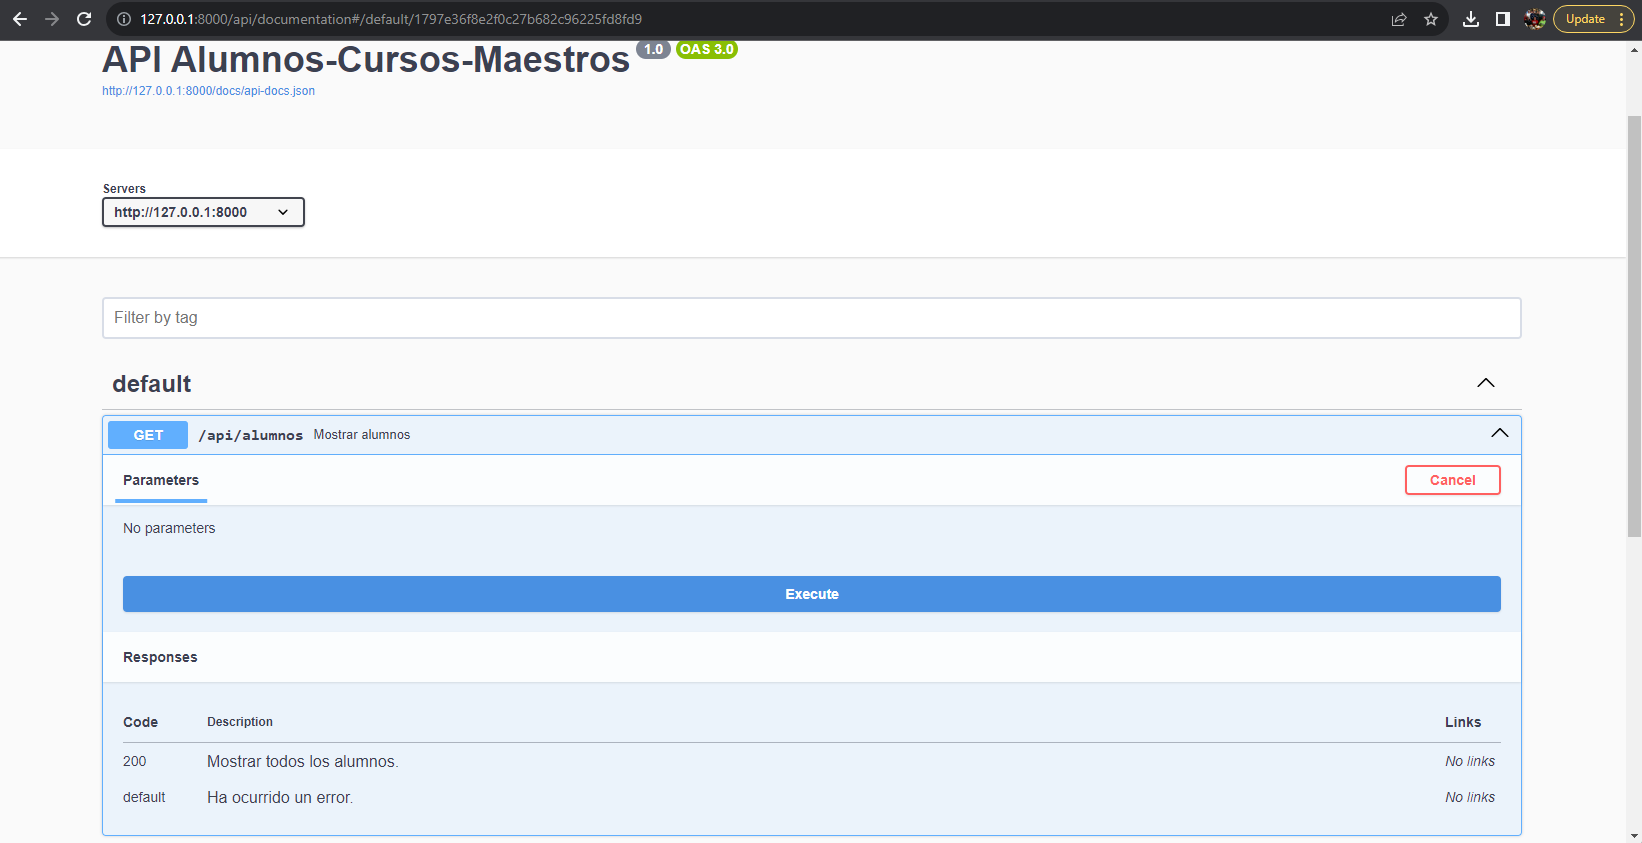 127.0.0.1:8000/api/documentation#/default/1797e36f8e2f0c27b682c96225fd8fd9
Update
API Alumnos-Cursos-Maestros 1.0 OAS 3.0
http://127.0.0.1:8000/docs/api-docs.json
Servers
http://127.0.0.1:8000
Filter by tag
default
GET /api/alumnos Mostrar alumnos
Parameters Cancel
No parameters
Execute
Responses
Code Description Links
200 Mostrar todos los alumnos. No links
default Ha ocurrido un error. No links